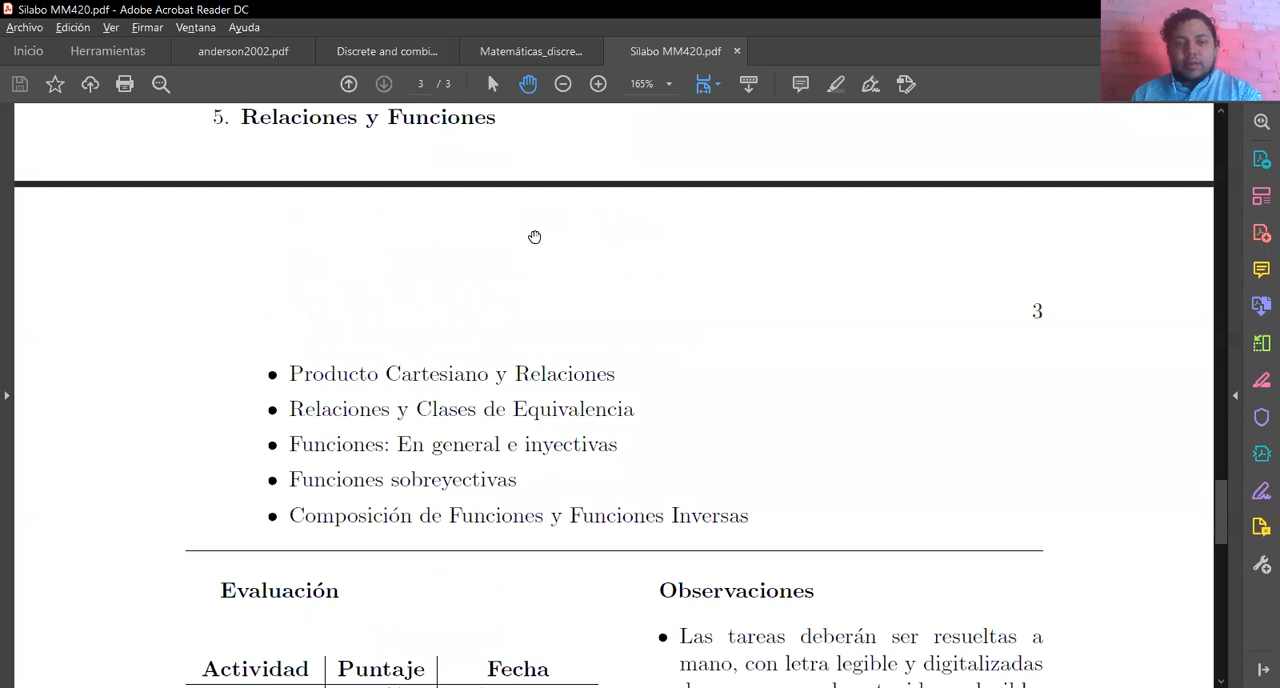 Silabo MM420.pdf - Adobe Acrobat Reader DC
Archivo Edición Ver Firmar Ventana Ayuda
Inicio Herramientas anderson2002.pdf Discrete and combi... Matemáticas_discre... Silabo MM420.pdf ×
3 / 3 165%
5. Relaciones y Funciones
3
• Producto Cartesiano y Relaciones
• Relaciones y Clases de Equivalencia
• Funciones: En general e inyectivas
• Funciones sobreyectivas
• Composición de Funciones y Funciones Inversas
Evaluación
Actividad Puntaje Fecha
Observaciones
• Las tareas deberán ser resueltas a
mano, con letra legible y digitalizadas